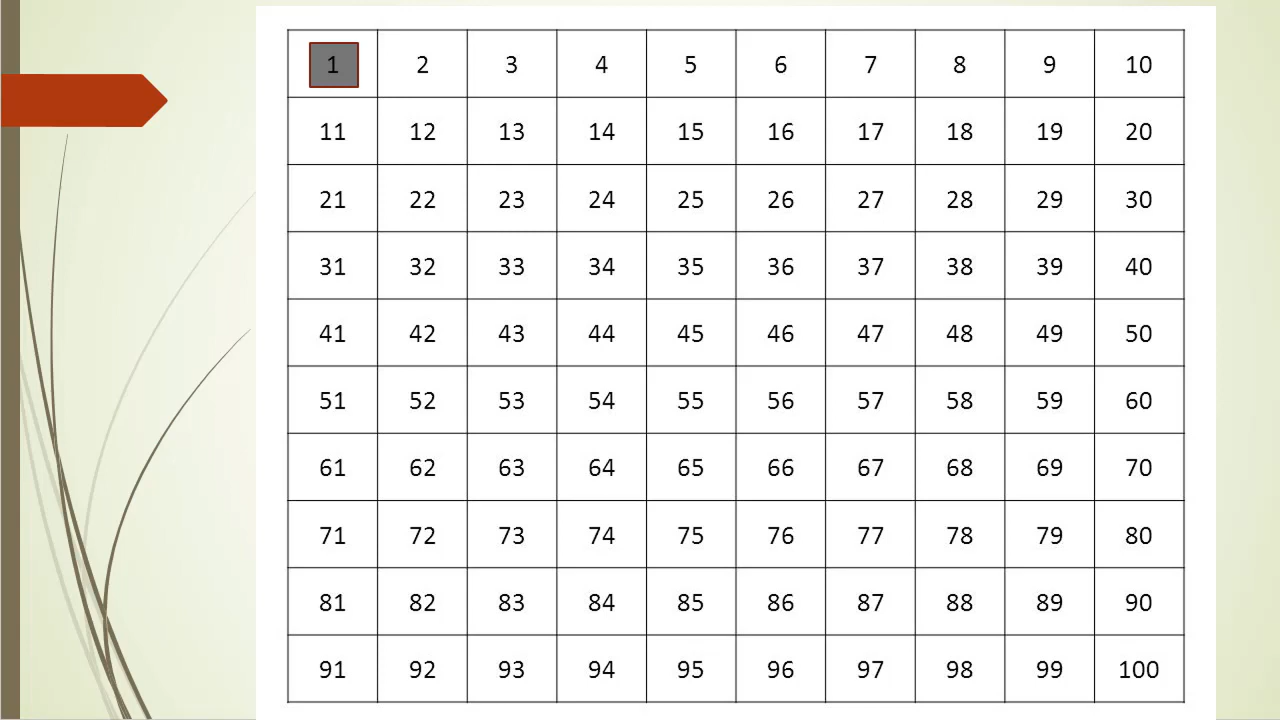 1 2 3 4 5 6 7 8 9 10
11 12 13 14 15 16 17 18 19 20
21 22 23 24 25 26 27 28 29 30
31 32 33 34 35 36 37 38 39 40
41 42 43 44 45 46 47 48 49 50
51 52 53 54 55 56 57 58 59 60
61 62 63 64 65 66 67 68 69 70
71 72 73 74 75 76 77 78 79 80
81 82 83 84 85 86 87 88 89 90
91 92 93 94 95 96 97 98 99 100